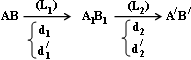 AB (L₁) A₁B₁ (L₂) A′B′
d₁ d₂
d₁′ d₂′